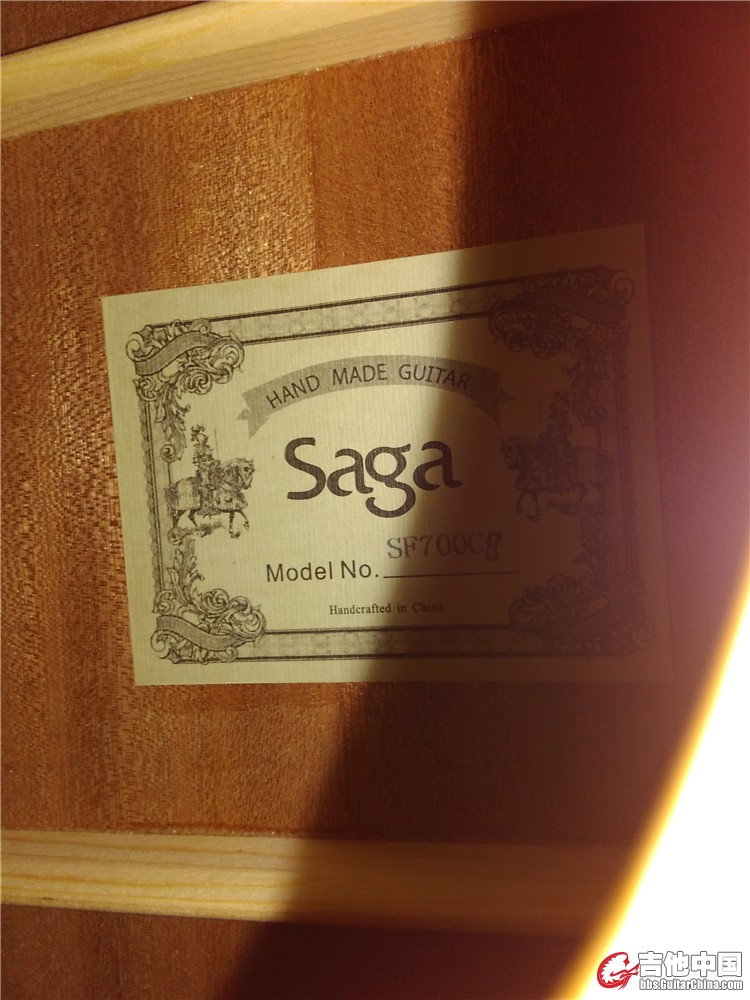 HAND MADE GUITAR
Saga
Model No. SF700CE
Handcrafted in China
吉他中国
bbs.GuitarChina.com